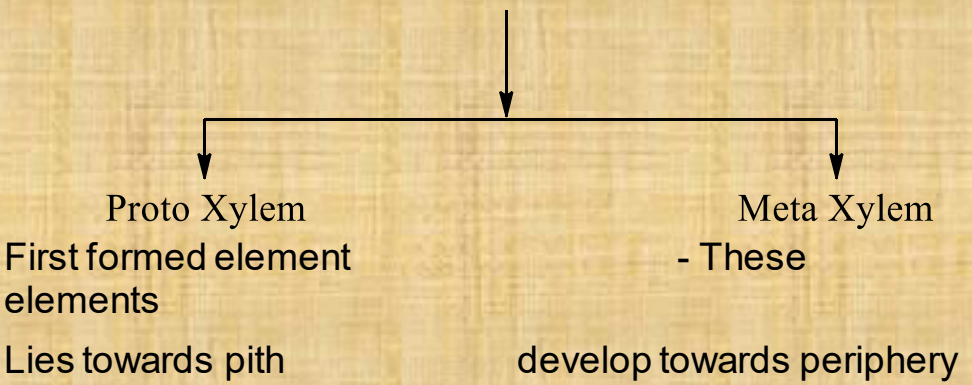 Proto Xylem Meta Xylem
First formed element - These
elements
Lies towards pith develop towards periphery